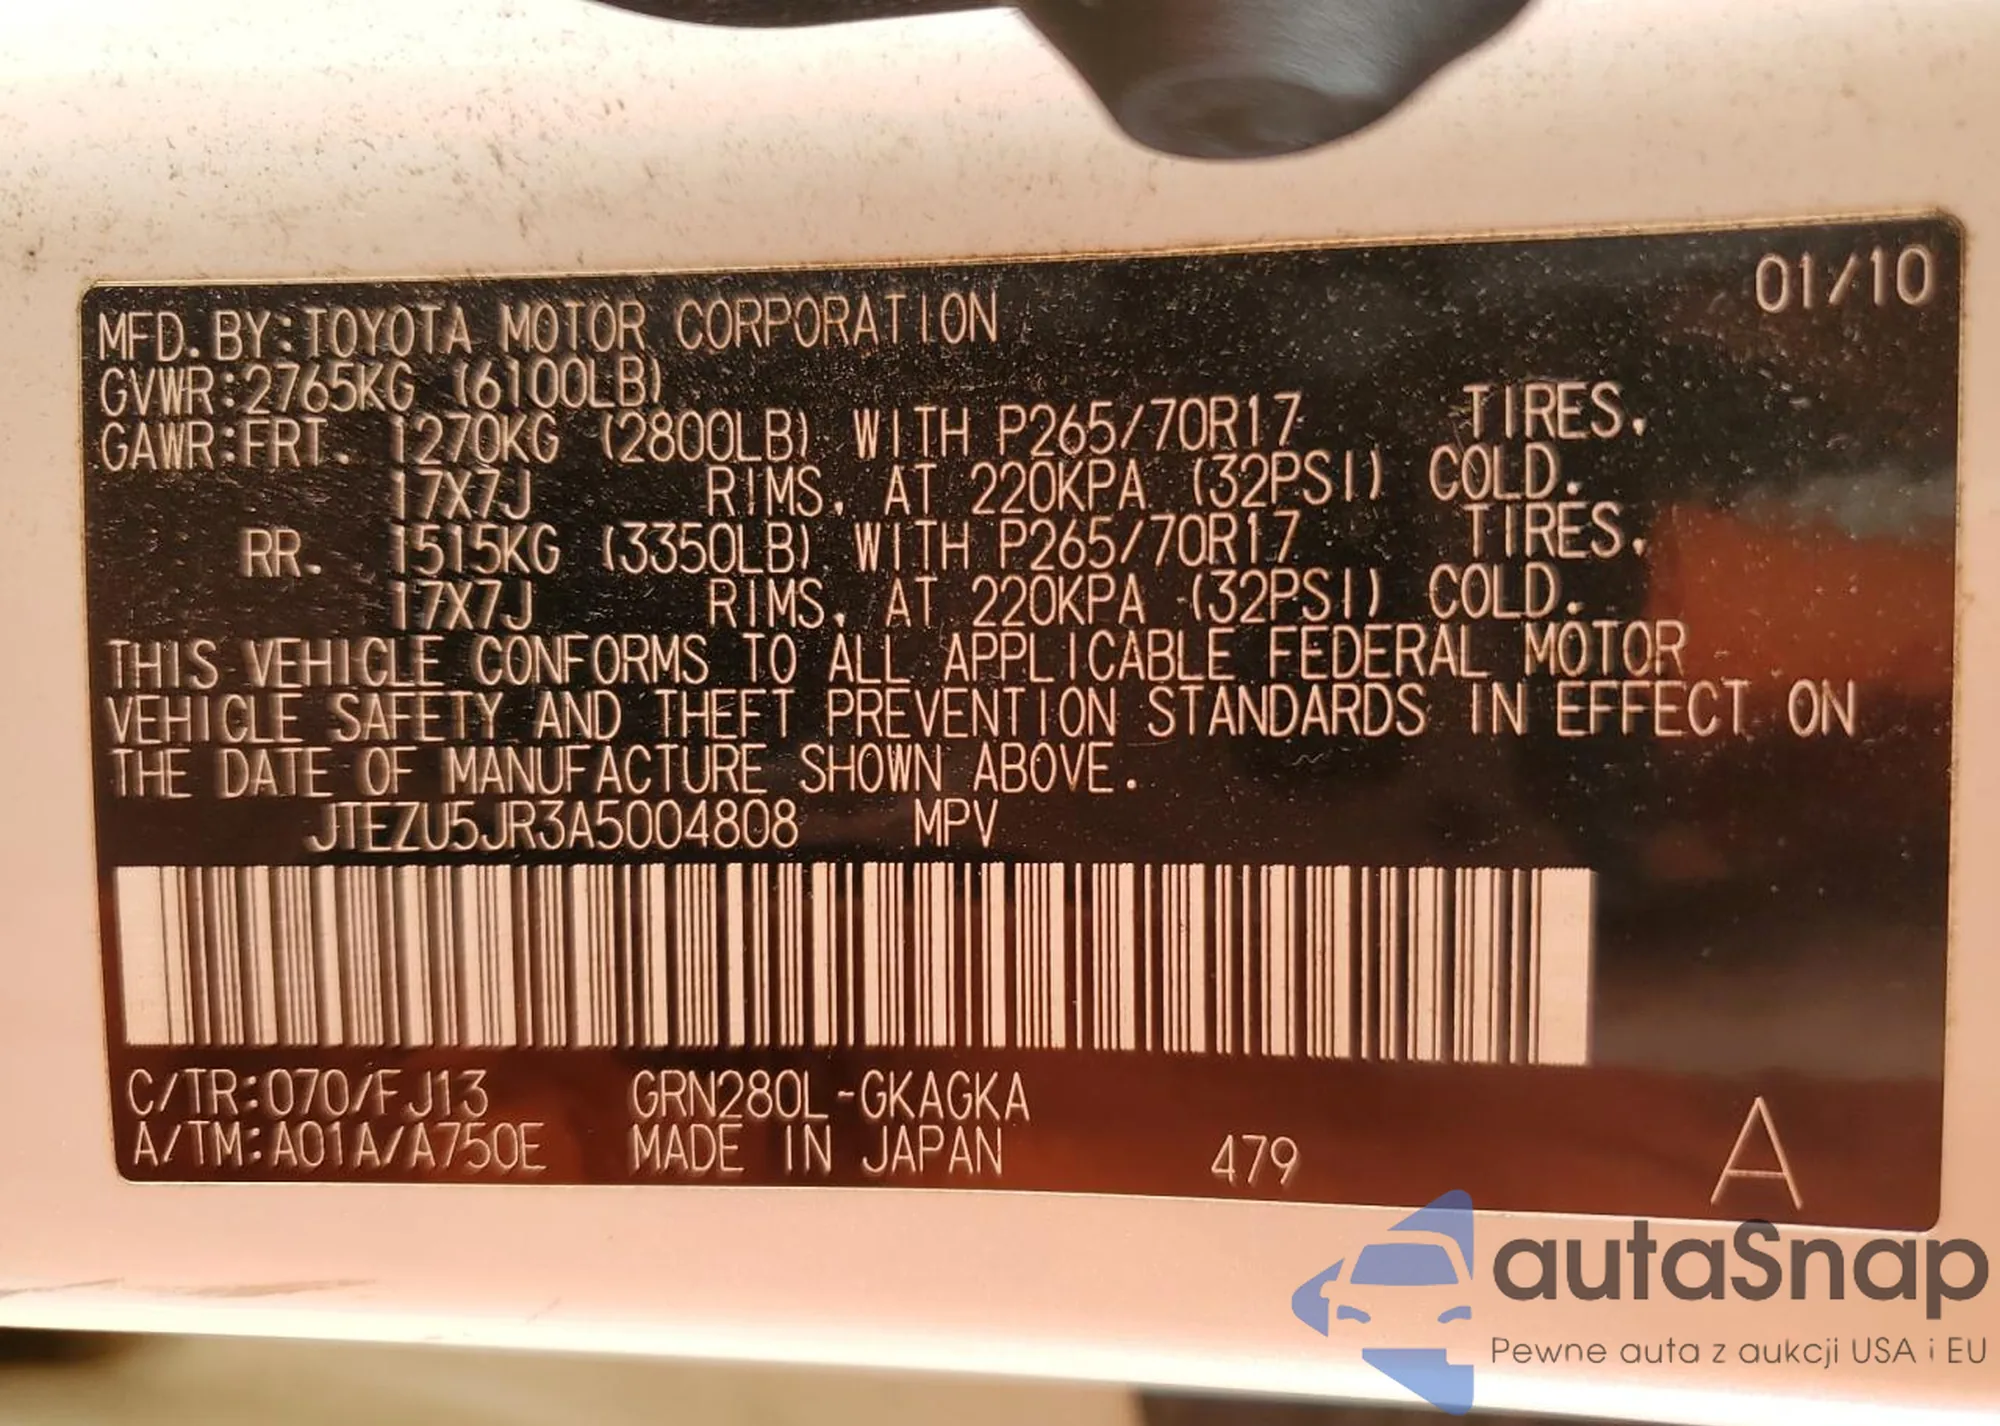 01/10
MFD. BY: TOYOTA MOTOR CORPORATION
GVWR: 2765KG (6100LB)
GAWR: FRT. 1270KG (2800LB) WITH P265/70R17 TIRES,
17X7J RIMS, AT 220KPA (32PSI) COLD.
RR. 1515KG (3350LB) WITH P265/70R17 TIRES,
17X7J RIMS, AT 220KPA (32PSI) COLD.
THIS VEHICLE CONFORMS TO ALL APPLICABLE FEDERAL MOTOR
VEHICLE SAFETY AND THEFT PREVENTION STANDARDS IN EFFECT ON
THE DATE OF MANUFACTURE SHOWN ABOVE.
JTEZU5JR3A5004808 MPV
C/TR: 070/FJ13 GRN280L-GKAGKA
A/TM: A01A/A750E MADE IN JAPAN 479 A
autaSnap
Pewne auta z aukcji USA i EU